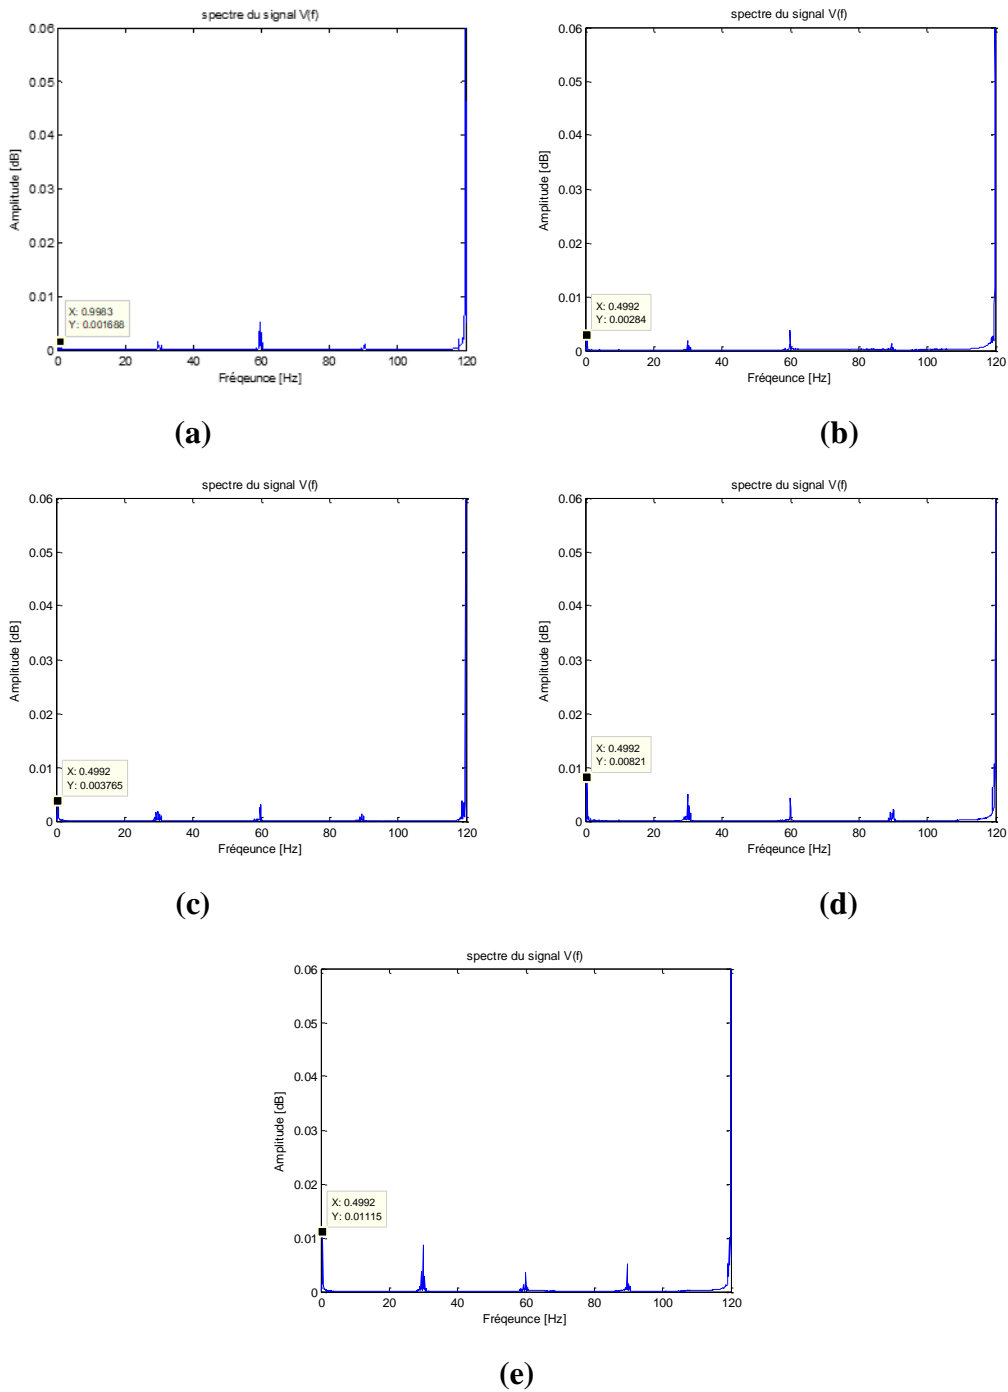 spectre du signal V(f)
0.06
0.05
0.04
0.03
0.02
0.01
0
Amplitude [dB]
X: 0.9983
Y: 0.001688
0 20 40 60 80 100 120
Fréqeunce [Hz]
(a)
spectre du signal V(f)
0.06
0.05
0.04
0.03
0.02
0.01
0
Amplitude [dB]
X: 0.4992
Y: 0.00284
0 20 40 60 80 100 120
Fréqeunce [Hz]
(b)
spectre du signal V(f)
0.06
0.05
0.04
0.03
0.02
0.01
0
Amplitude [dB]
X: 0.4992
Y: 0.003765
0 20 40 60 80 100 120
Fréqeunce [Hz]
(c)
spectre du signal V(f)
0.06
0.05
0.04
0.03
0.02
0.01
0
Amplitude [dB]
X: 0.4992
Y: 0.00821
0 20 40 60 80 100 120
Fréqeunce [Hz]
(d)
spectre du signal V(f)
0.06
0.05
0.04
0.03
0.02
0.01
0
Amplitude [dB]
X: 0.4992
Y: 0.01115
0 20 40 60 80 100 120
Fréqeunce [Hz]
(e)